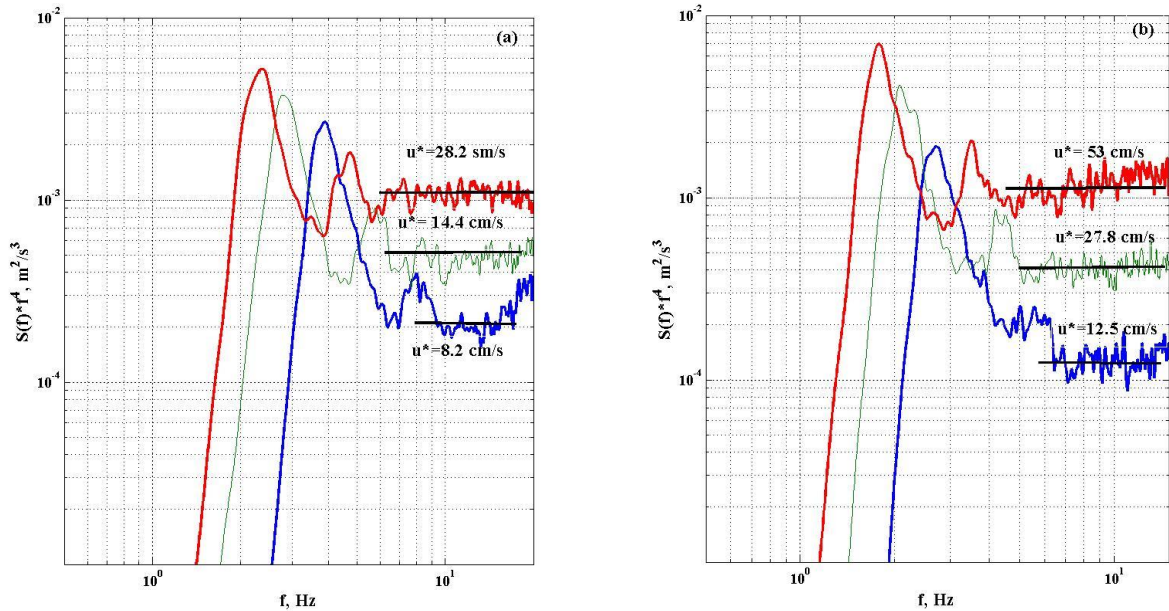 (a)
10⁻²
10⁻³
10⁻⁴
S(f)*f⁴, m²/s³
u*=28.2 sm/s
u*= 14.4 cm/s
u*=8.2 cm/s
10⁰
10¹
f, Hz
(b)
10⁻²
10⁻³
10⁻⁴
S(f)*f⁴, m²/s³
u*= 53 cm/s
u*=27.8 cm/s
u*=12.5 cm/s
10⁰
10¹
f, Hz